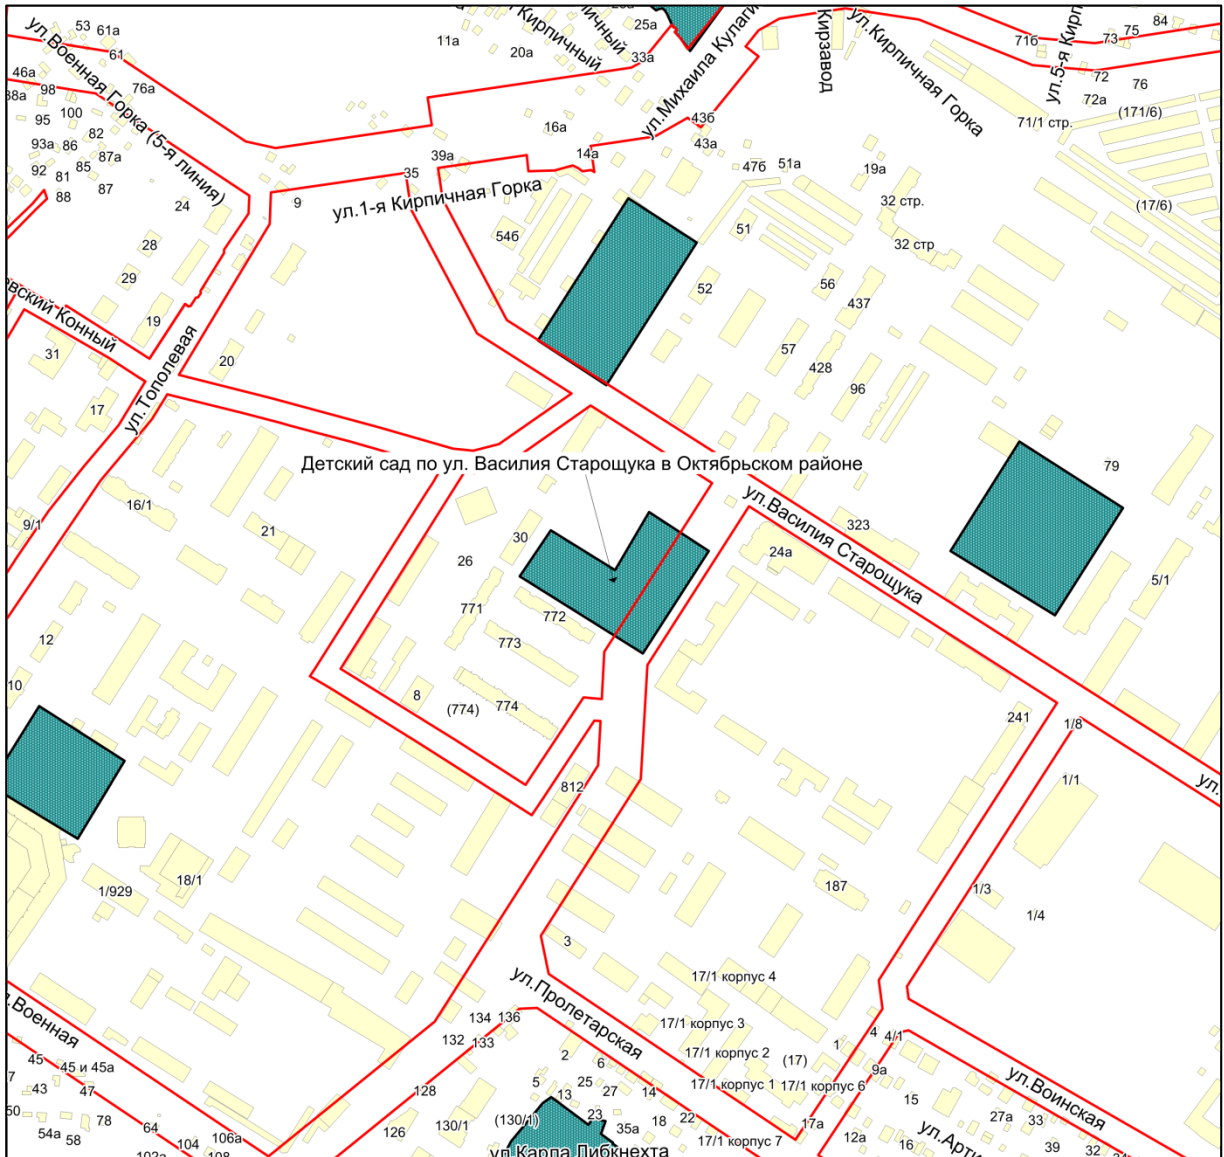 53
61а
61
ул.Военная Горка (5-я линия)
46а
98
76а
100
95
82
93а
86
87а
92
81
85
87
88
24
9
28
29
19
Конный
31
17
20
ул.Тополевая
11а
20а
25а
33а
Кирпичный
ул.Михаила
Кирзавод
ул.Кирпичная Горка
71б
73
75
84
72
76
72а
(171/6)
71/1 стр.
ул.5-я
16а
14а
43б
43а
39а
35
ул.1-я Кирпичная Горка
47б
51а
19а
32 стр.
(17/6)
54б
51
32 стр
52
56
437
57
428
96
Детский сад по ул. Василия Старощука в Октябрьском районе
79
ул.Василия Старощука
16/1
9/1
21
30
26
323
24а
5/1
771
772
773
12
10
8
(774)
774
241
1/8
ул.
1/1
812
1/929
18/1
187
1/3
1/4
3
ул.Пролетарская
17/1 корпус 4
134
136
17/1 корпус 3
132
133
17/1 корпус 2
(17)
1
4
4/1
2
6
17/1 корпус 1
17/1 корпус 6
9а
ул.Воинская
Военная
45
45 и 45а
43
47
78
54а
58
64
104
106а
128
5
25
27
13
14
15
23
35а
18
22
17а
27а
33
126
130/1
(130/1)
17/1 корпус 7
12а
16
39
32
ул.Карла Либкнехта